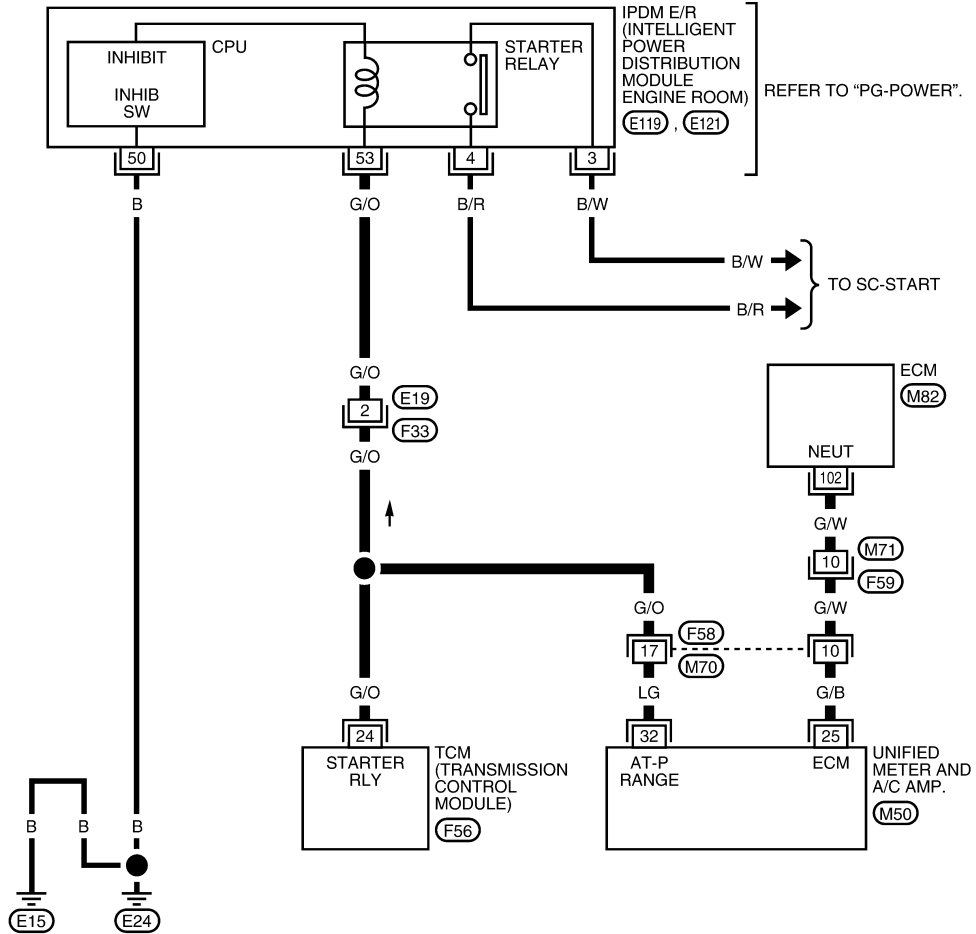 INHIBIT
INHIB
SW
CPU
STARTER
RELAY
IPDM E/R
(INTELLIGENT
POWER
DISTRIBUTION
MODULE
ENGINE ROOM)
E119 , E121
REFER TO “PG-POWER”.
50
53
4
3
B
G/O
B/R
B/W
B/W
B/R
TO SC-START
G/O
2
E19
F33
G/O
ECM
M82
NEUT
102
G/W
10
M71
F59
G/W
G/O
17
F58
M70
10
G/O
LG
G/B
24
32
25
STARTER
RLY
TCM
(TRANSMISSION
CONTROL
MODULE)
F56
AT-P
RANGE
ECM
UNIFIED
METER AND
A/C AMP.
M50
B
B
B
E15
E24